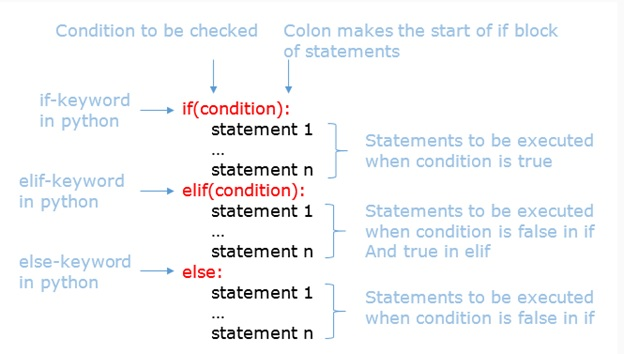 Condition to be checked
Colon makes the start of if block
of statements
if-keyword
in python
if(condition):
statement 1
...
statement n
Statements to be executed
when condition is true
elif-keyword
in python
elif(condition):
statement 1
...
statement n
Statements to be executed
when condition is false in if
And true in elif
else-keyword
in python
else:
statement 1
...
statement n
Statements to be executed
when condition is false in if